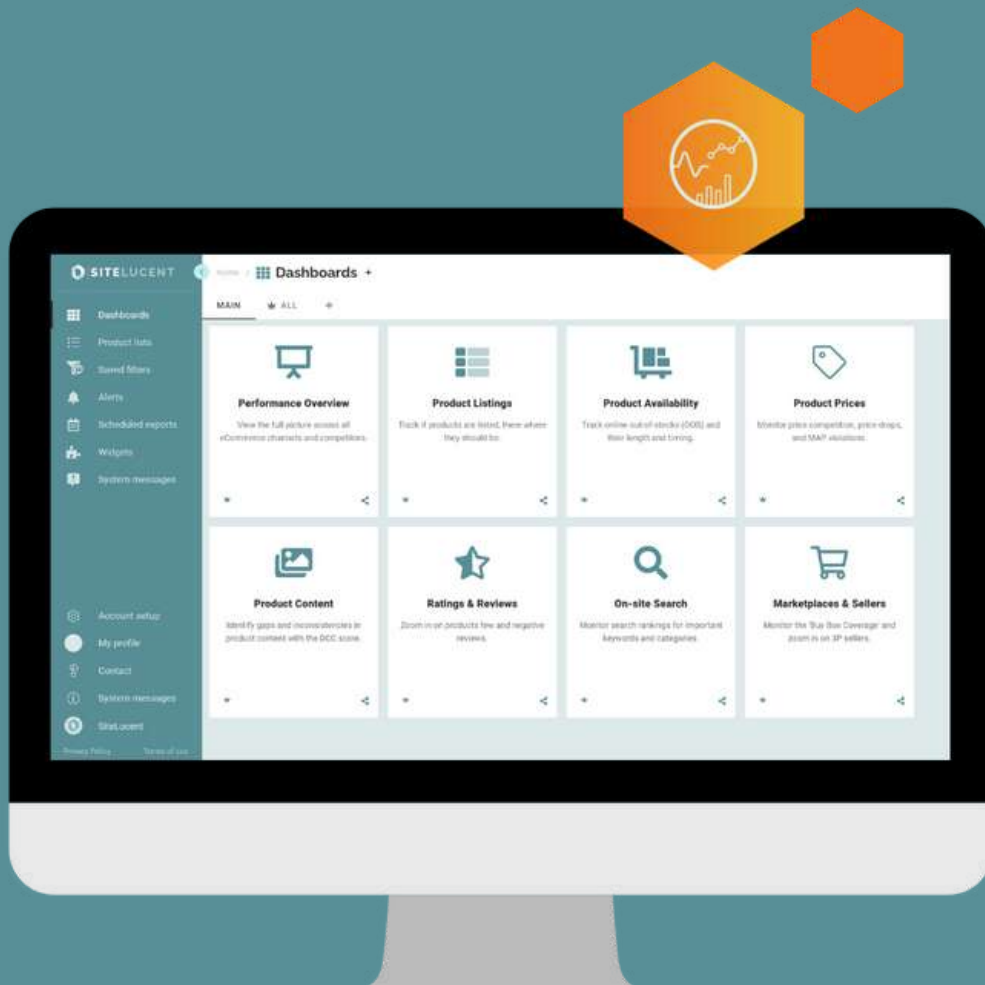 SITELUCENT
Home / Dashboards +
MAIN ALL +
Dashboards
Product lists
Saved filters
Alerts
Scheduled exports
Widgets
System messages
Account setup
My profile
Contact
System messages
SiteLucent
Privacy Policy Terms of use
Performance Overview
View the full picture across all
eCommerce channels and competitors.
Product Listings
Track if products are listed, there where
they should be.
Product Availability
Track online out-of-stocks (OOS) and
their length and timing.
Product Prices
Monitor price competition, price drops,
and MAP violations.
Product Content
Identify gaps and inconsistencies in
product content with the DCC score.
Ratings & Reviews
Zoom in on products few and negative
reviews.
On-site Search
Monitor search rankings for important
keywords and categories.
Marketplaces & Sellers
Monitor the 'Buy Box Coverage' and
zoom in on 3P sellers.